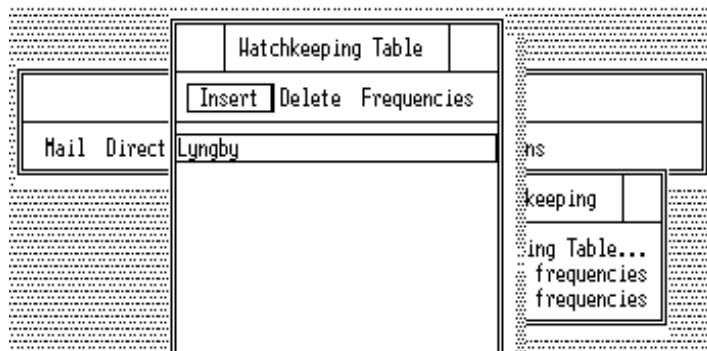 Watchkeeping Table
Insert Delete Frequencies
Mail Direct
Lyngby
ns
keeping
ing Table...
frequencies
frequencies